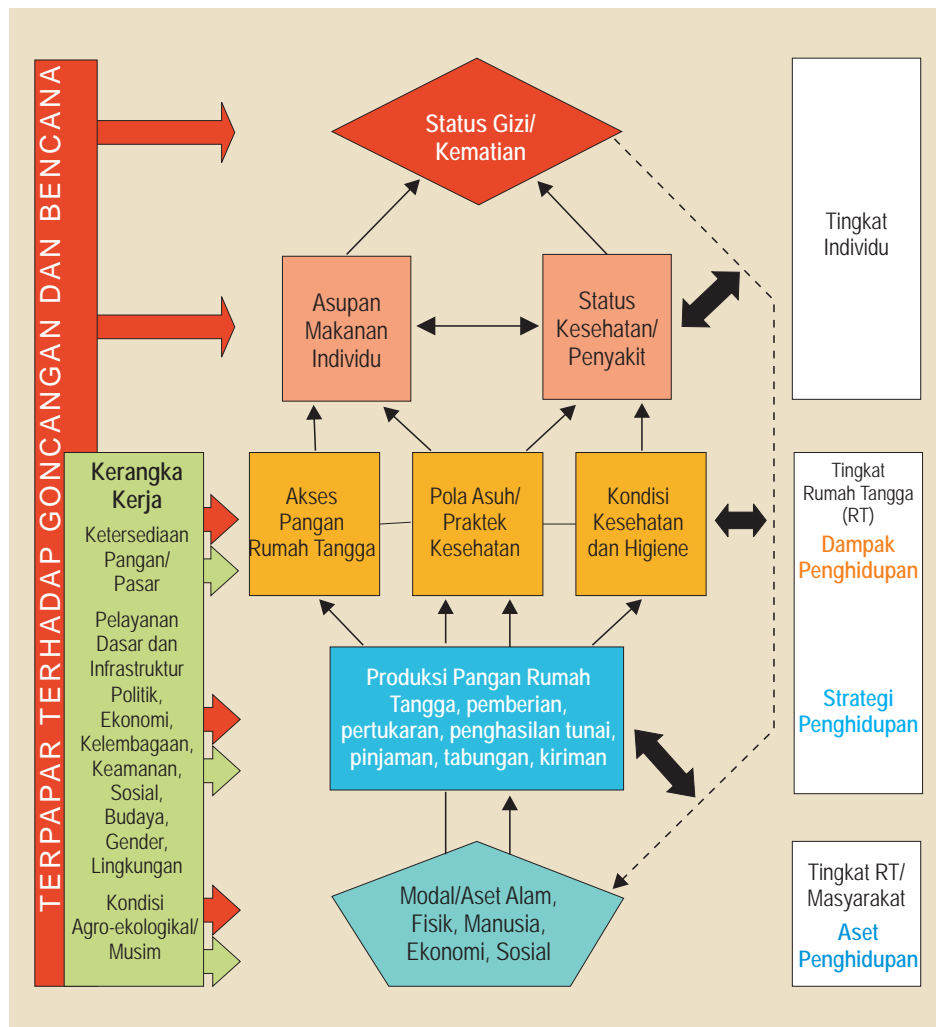 TERPAPAR TERHADAP GONCANGAN DAN BENCANA
Status Gizi/
Kematian
Asupan
Makanan
Individu
Status
Kesehatan/
Penyakit
Tingkat
Individu
Kerangka
Kerja
Ketersediaan
Pangan/
Pasar
Pelayanan
Dasar dan
Infrastruktur
Politik,
Ekonomi,
Kelembagaan,
Keamanan,
Sosial,
Budaya,
Gender,
Lingkungan
Kondisi
Agro-ekologikal/
Musim
Akses
Pangan
Rumah Tangga
Pola Asuh/
Praktek
Kesehatan
Kondisi
Kesehatan
dan Higiene
Tingkat
Rumah Tangga
(RT)
Dampak
Penghidupan
Strategi
Penghidupan
Produksi Pangan Rumah
Tangga, pemberian,
pertukaran, penghasilan tunai,
pinjaman, tabungan, kiriman
Modal/Aset Alam,
Fisik, Manusia,
Ekonomi, Sosial
Tingkat RT/
Masyarakat
Aset
Penghidupan